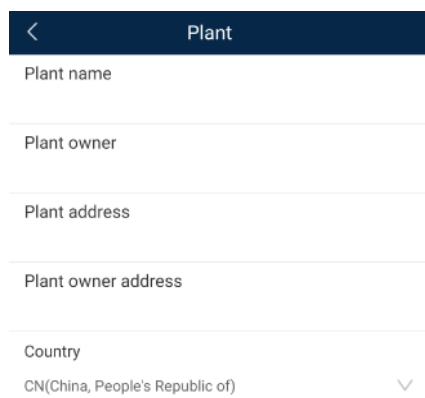 Plant
Plant name
Plant owner
Plant address
Plant owner address
Country
CN(China, People's Republic of)